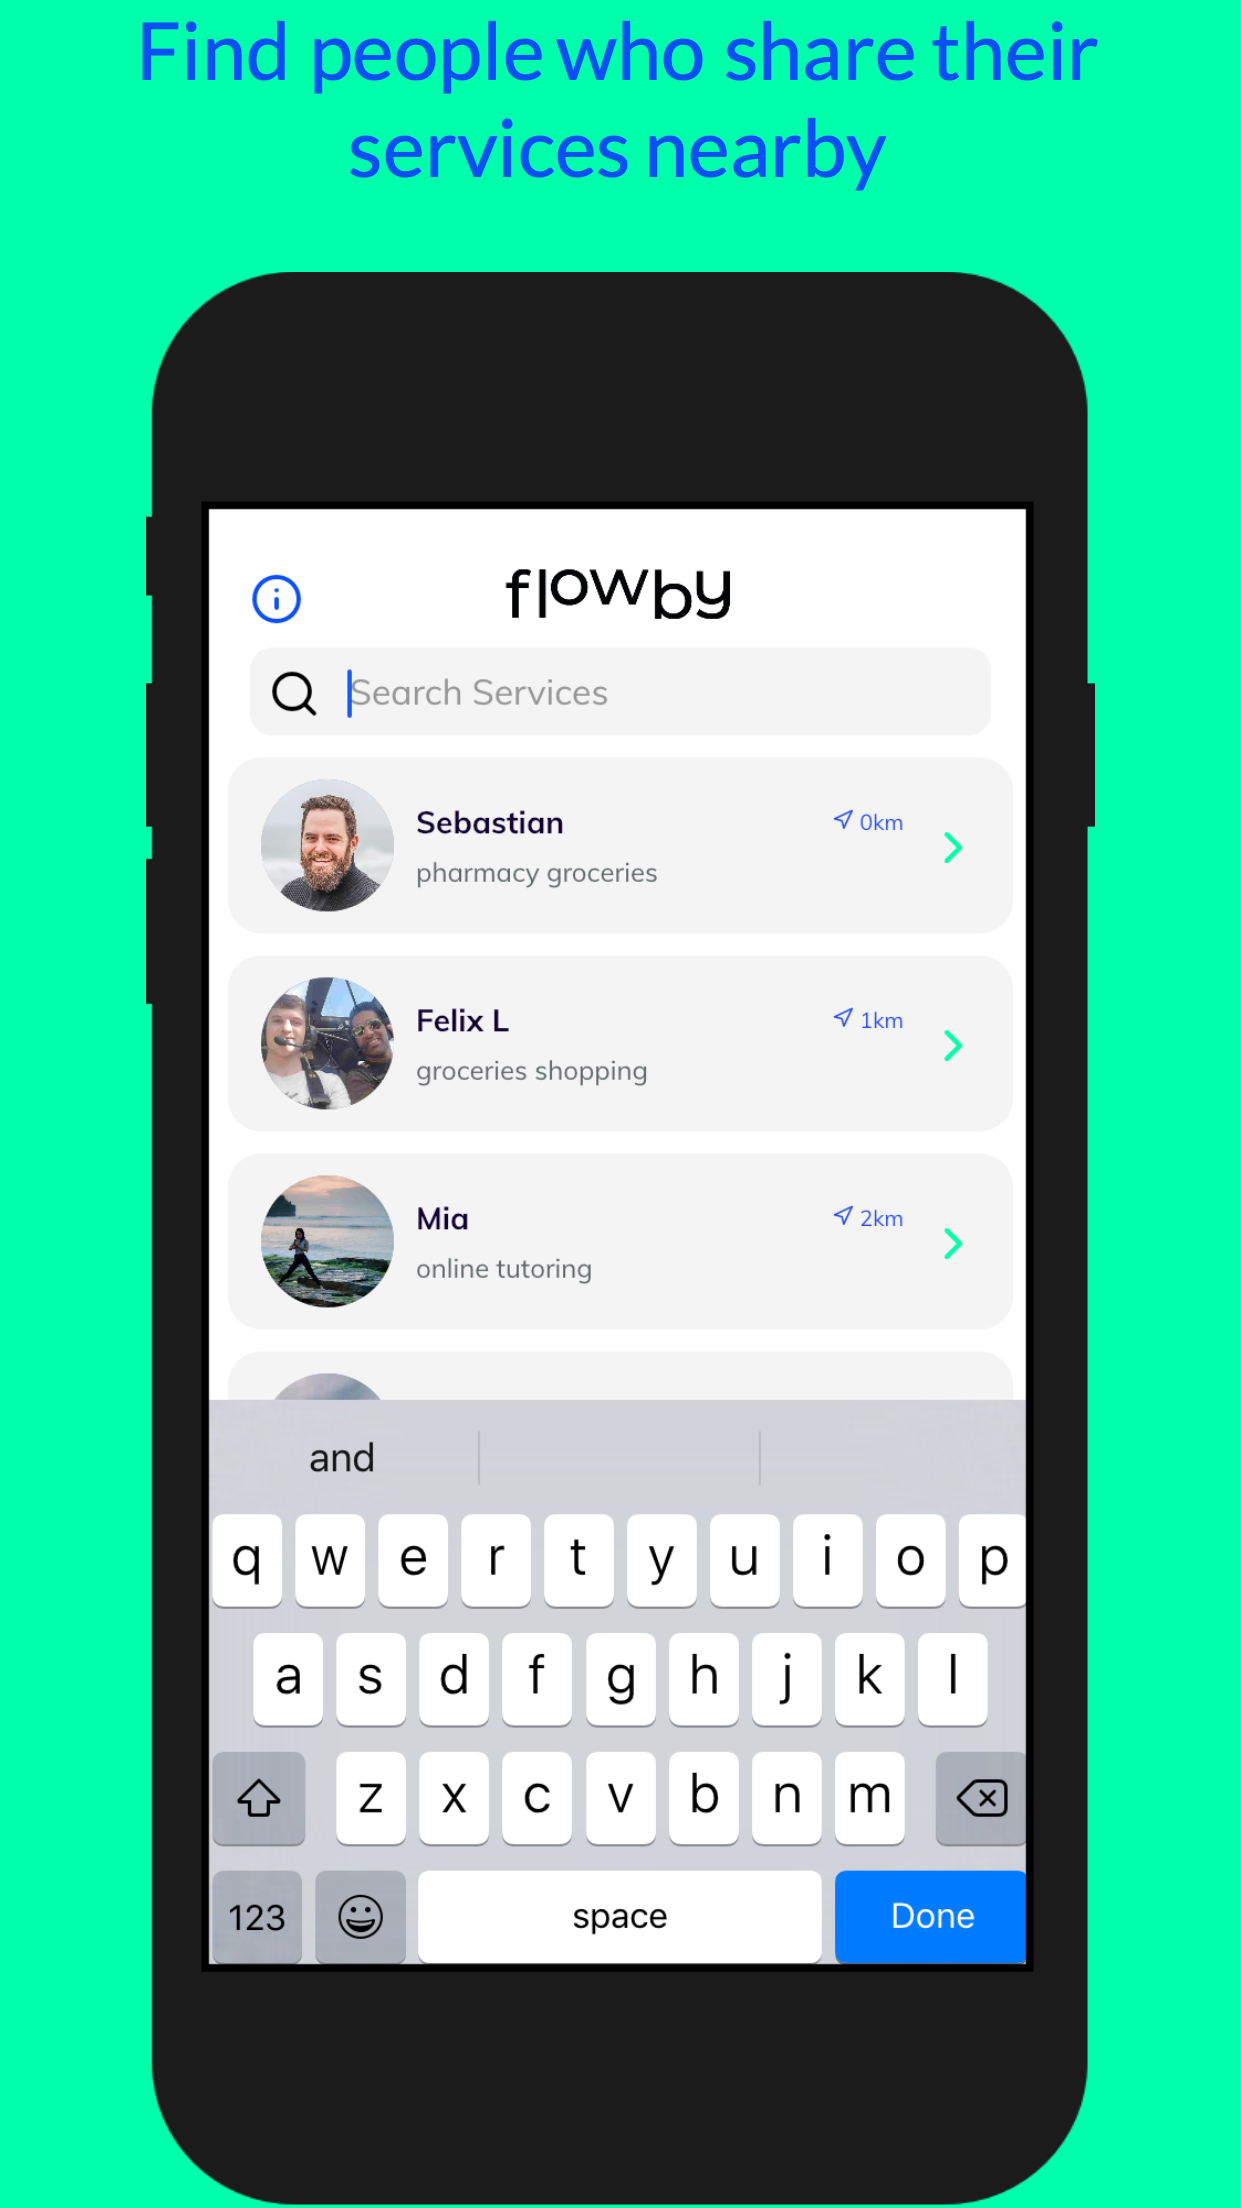 Find people who share their
services nearby
flowby
Search Services
Sebastian
0km
pharmacy groceries
Felix L
1km
groceries shopping
Mia
2km
online tutoring
and
q w e r t y u i o p
a s d f g h j k l
z x c v b n m
123 space Done